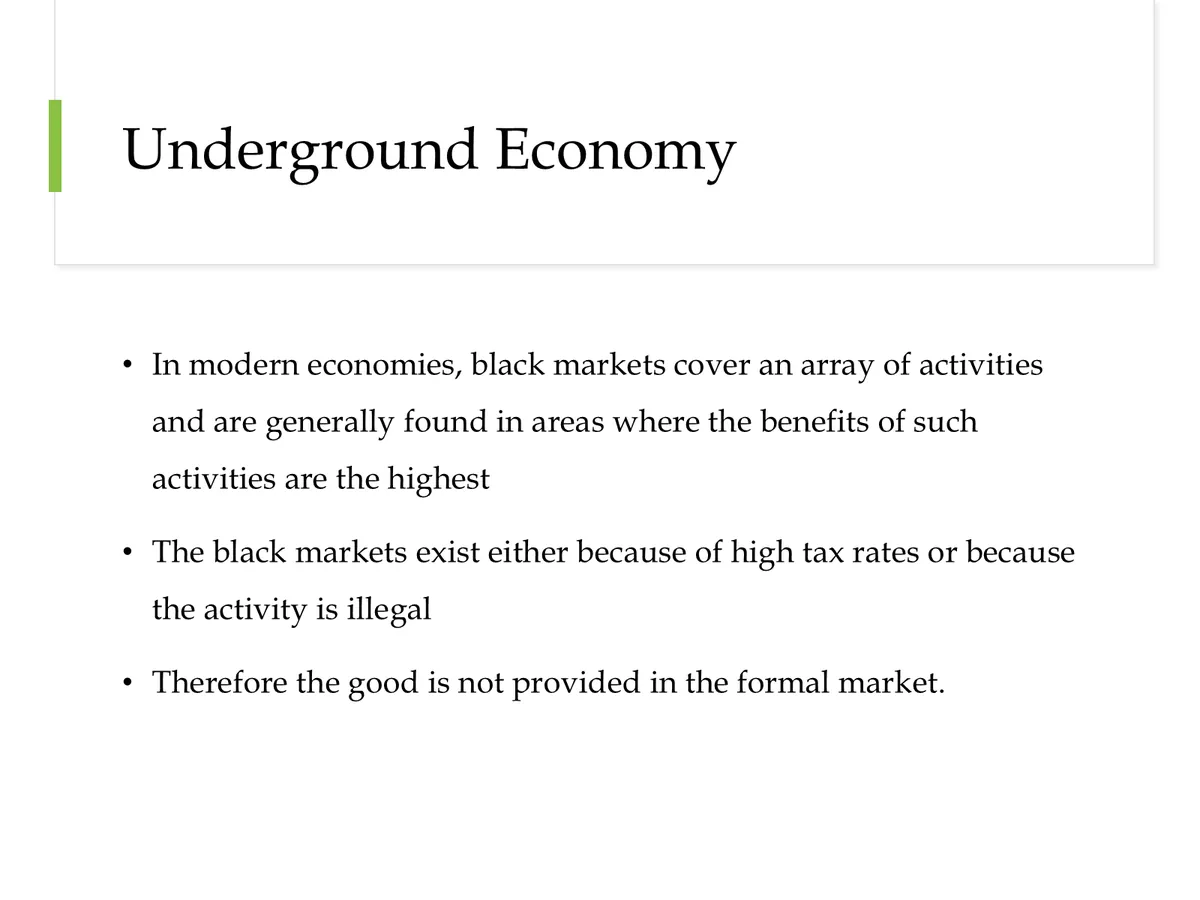 Underground Economy
• In modern economies, black markets cover an array of activities
and are generally found in areas where the benefits of such
activities are the highest
• The black markets exist either because of high tax rates or because
the activity is illegal
• Therefore the good is not provided in the formal market.